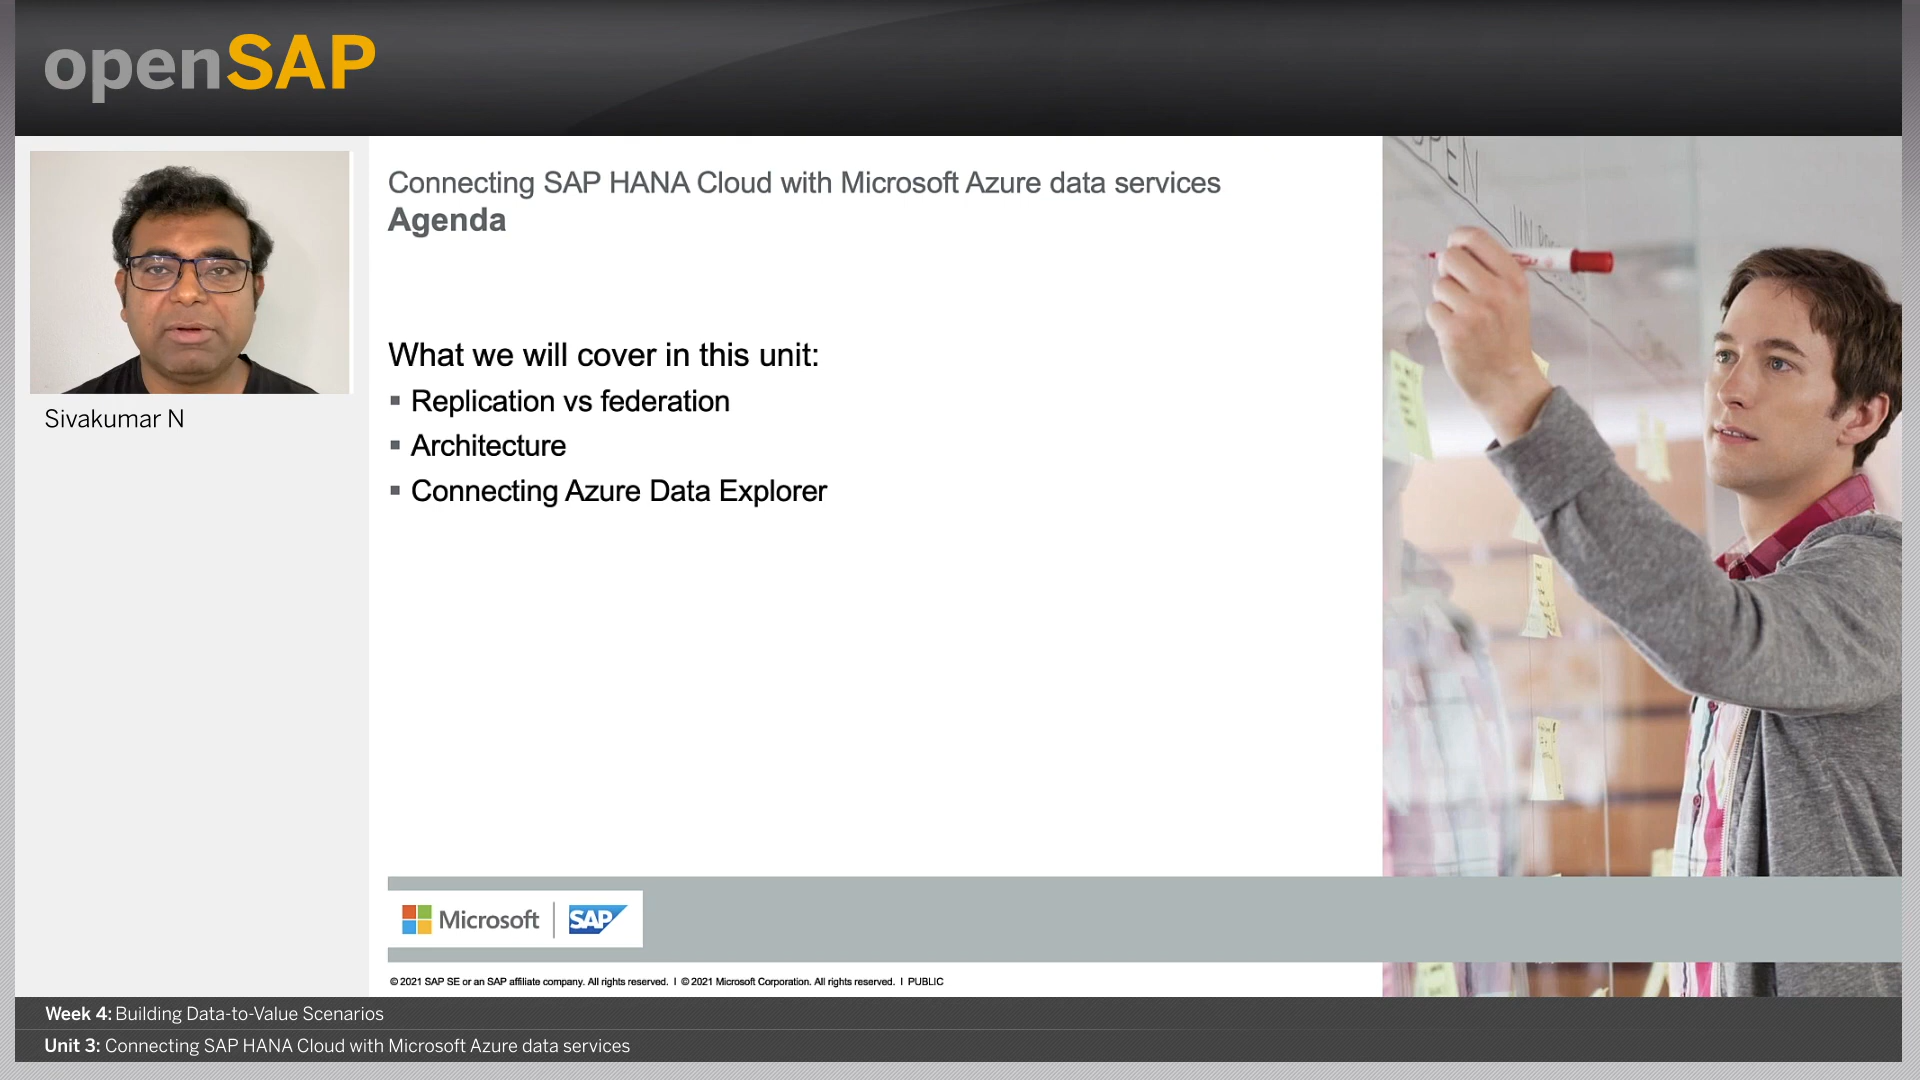 openSAP
Connecting SAP HANA Cloud with Microsoft Azure data services
Agenda
Sivakumar N
What we will cover in this unit:
▪ Replication vs federation
▪ Architecture
▪ Connecting Azure Data Explorer
OPEN
Microsoft | SAP
© 2021 SAP SE or an SAP affiliate company. All rights reserved. I © 2021 Microsoft Corporation. All rights reserved. I PUBLIC
Week 4: Building Data-to-Value Scenarios
Unit 3: Connecting SAP HANA Cloud with Microsoft Azure data services